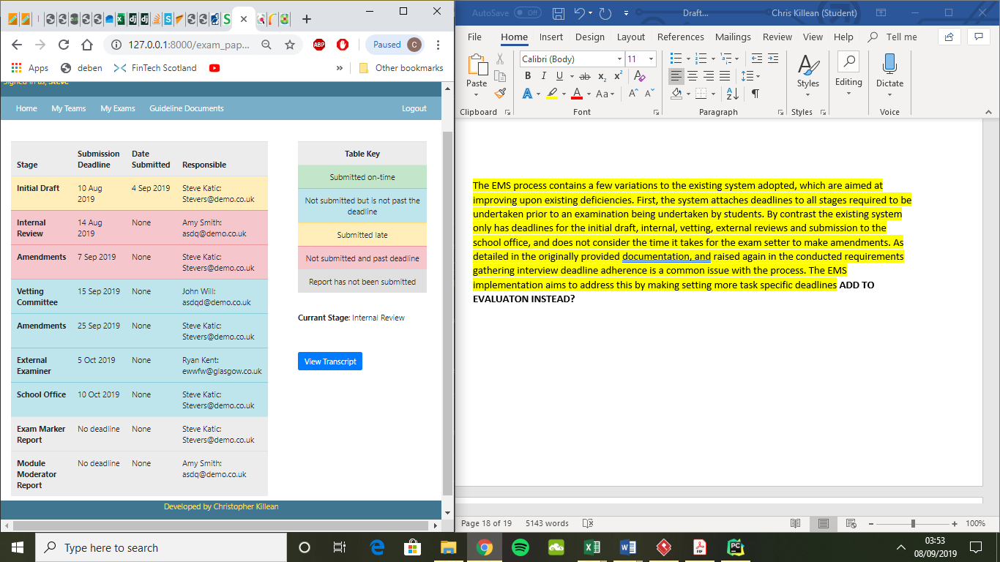 AutoSave Off Draft... Chris Killean (Student)
127.0.0.1:8000/exam_pap... ABP Paused C
Apps deben FinTech Scotland » Other bookmarks
File Home Insert Design Layout References Mailings Review View Help Tell me
Calibri (Body) 11
Paste
Styles Editing Dictate
Clipboard Font Paragraph Styles Voice
Signed in as, Steve
Home My Teams My Exams Guideline Documents Logout
Stage Submission Deadline Date Submitted Responsible
Initial Draft 10 Aug 2019 4 Sep 2019 Steve Katic: Stevers@demo.co.uk
Internal Review 14 Aug 2019 None Amy Smith: asdq@demo.co.uk
Amendments 7 Sep 2019 None Steve Katic: Stevers@demo.co.uk
Vetting Committee 15 Sep 2019 None John Will: asdqd@demo.co.uk
Amendments 25 Sep 2019 None Steve Katic: Stevers@demo.co.uk
External Examiner 5 Oct 2019 None Ryan Kent: ewwfw@glasgow.co.uk
School Office 10 Oct 2019 None Steve Katic: Stevers@demo.co.uk
Exam Marker Report No deadline None Steve Katic: Stevers@demo.co.uk
Module Moderator Report No deadline None Amy Smith: asdq@demo.co.uk
Table Key
Submitted on-time
Not submitted but is not past the
deadline
Submitted late
Not submitted and past deadline
Report has not been submitted
Currant Stage: Internal Review
View Transcript
Developed by Christopher Killean
The EMS process contains a few variations to the existing system adopted, which are aimed at
improving upon existing deficiencies. First, the system attaches deadlines to all stages required to be
undertaken prior to an examination being undertaken by students. By contrast the existing system
only has deadlines for the initial draft, internal, vetting, external reviews and submission to the
school office, and does not consider the time it takes for the exam setter to make amendments. As
detailed in the originally provided documentation, and raised again in the conducted requirements
gathering interview deadline adherence is a common issue with the process. The EMS
implementation aims to address this by making setting more task specific deadlines ADD TO
EVALUATON INSTEAD?
Page 18 of 19 5143 words 100%
Type here to search
03:53
08/09/2019